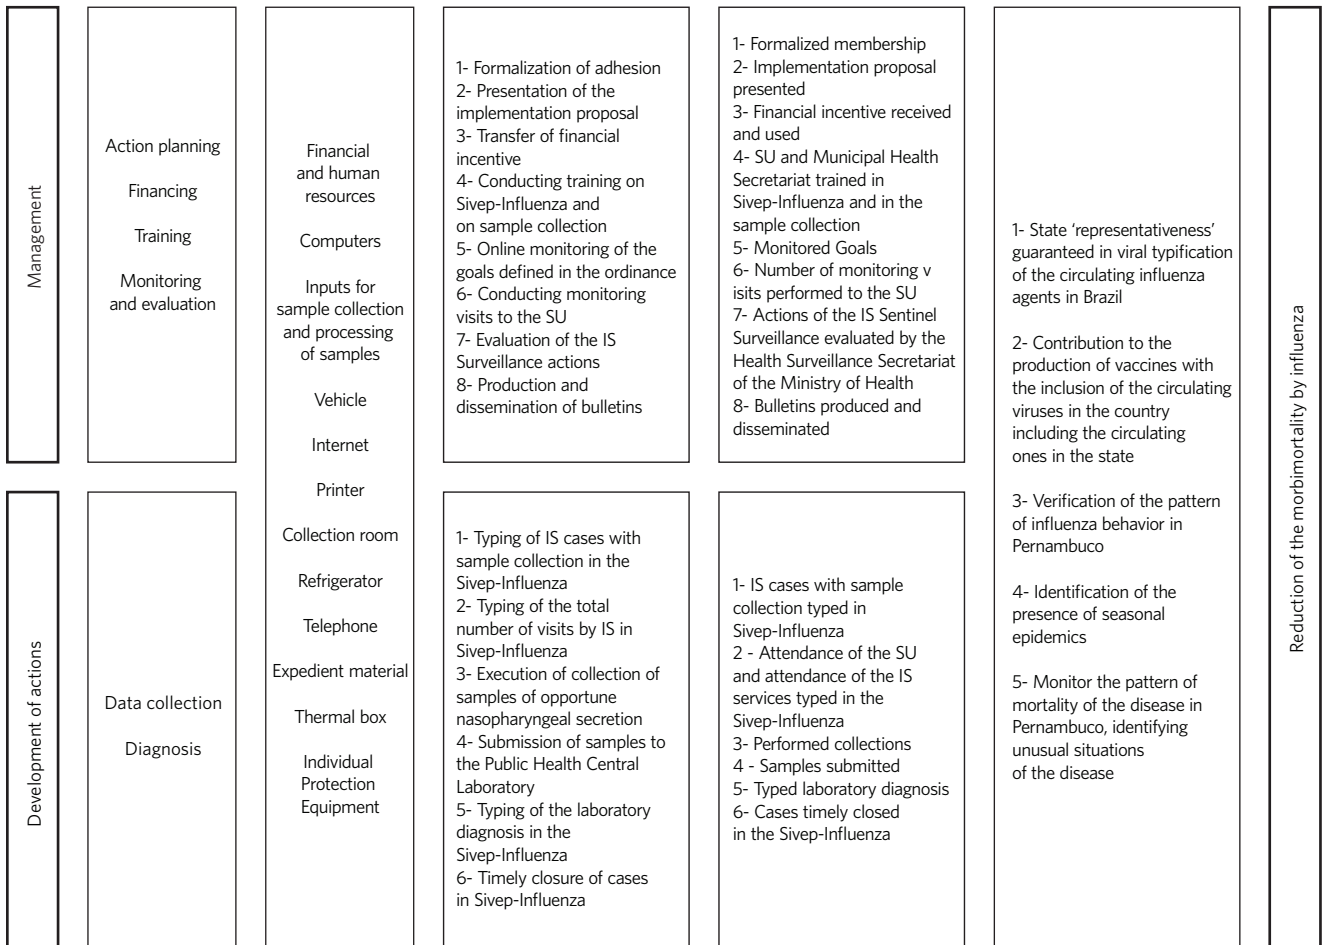 Management
Action planning
Financing
Training
Monitoring
and evaluation
Financial
and human
resources
Computers
Inputs for
sample collection
and processing
of samples
Vehicle
Internet
Printer
Collection room
Refrigerator
Telephone
Expedient material
Thermal box
Individual
Protection
Equipment
1- Formalization of adhesion
2- Presentation of the
implementation proposal
3- Transfer of financial
incentive
4- Conducting training on
Sivep-Influenza and
on sample collection
5- Online monitoring of the
goals defined in the ordinance
6- Conducting monitoring
visits to the SU
7- Evaluation of the IS
Surveillance actions
8- Production and
dissemination of bulletins
1- Formalized membership
2- Implementation proposal
presented
3- Financial incentive received
and used
4- SU and Municipal Health
Secretariat trained in
Sivep-Influenza and in the
sample collection
5- Monitored Goals
6- Number of monitoring v
isits performed to the SU
7- Actions of the IS Sentinel
Surveillance evaluated by the
Health Surveillance Secretariat
of the Ministry of Health
8- Bulletins produced and
disseminated
Development of actions
Data collection
Diagnosis
1- Typing of IS cases with
sample collection in the
Sivep-Influenza
2- Typing of the total
number of visits by IS in
Sivep-Influenza
3- Execution of collection of
samples of opportune
nasopharyngeal secretion
4- Submission of samples to
the Public Health Central
Laboratory
5- Typing of the laboratory
diagnosis in the
Sivep-Influenza
6- Timely closure of cases
in Sivep-Influenza
1- IS cases with sample
collection typed in
Sivep-Influenza
2 - Attendance of the SU
and attendance of the IS
services typed in the
Sivep-Influenza
3- Performed collections
4 - Samples submitted
5- Typed laboratory diagnosis
6- Cases timely closed
in the Sivep-Influenza
1- State ‘representativeness’
guaranteed in viral typification
of the circulating influenza
agents in Brazil
2- Contribution to the
production of vaccines with
the inclusion of the circulating
viruses in the country
including the circulating
ones in the state
3- Verification of the pattern
of influenza behavior in
Pernambuco
4- Identification of the
presence of seasonal
epidemics
5- Monitor the pattern of
mortality of the disease in
Pernambuco, identifying
unusual situations
of the disease
Reduction of the morbimortality by influenza